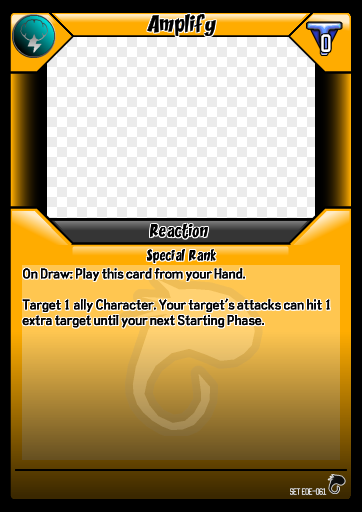 Amplify
0
Reaction
Special Rank
On Draw: Play this card from your Hand.
Target 1 ally Character. Your target's attacks can hit 1
extra target until your next Starting Phase.
SET EOE-061